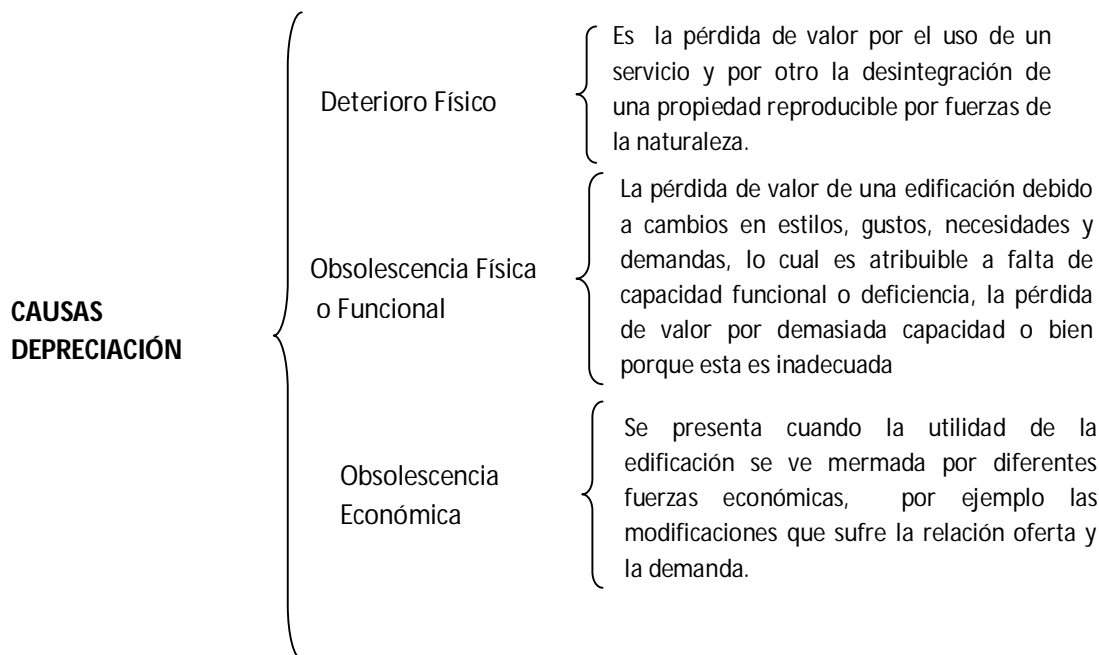 CAUSAS
DEPRECIACIÓN
Deterioro Físico
Es la pérdida de valor por el uso de un
servicio y por otro la desintegración de
una propiedad reproducible por fuerzas de
la naturaleza.
Obsolescencia Física
o Funcional
La pérdida de valor de una edificación debido
a cambios en estilos, gustos, necesidades y
demandas, lo cual es atribuible a falta de
capacidad funcional o deficiencia, la pérdida
de valor por demasiada capacidad o bien
porque esta es inadecuada
Obsolescencia
Económica
Se presenta cuando la utilidad de la
edificación se ve mermada por diferentes
fuerzas económicas, por ejemplo las
modificaciones que sufre la relación oferta y
la demanda.